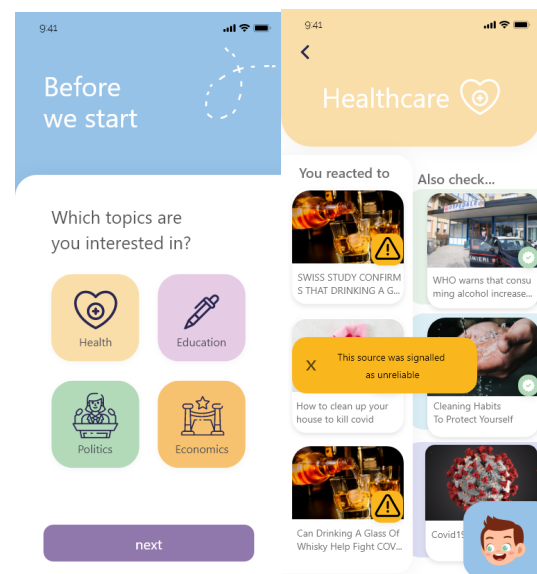 9:41
Before
we start
Which topics are
you interested in?
Health
Education
Politics
Economics
next
9:41
Healthcare
You reacted to
SWISS STUDY CONFIRM
S THAT DRINKING A G...
How to clean up your
house to kill covid
Can Drinking A Glass Of
Whisky Help Fight COV...
X
This source was signalled
as unreliable
Also check...
WHO warns that consu
ming alcohol increase...
Cleaning Habits
To Protect Yourself
Covid19